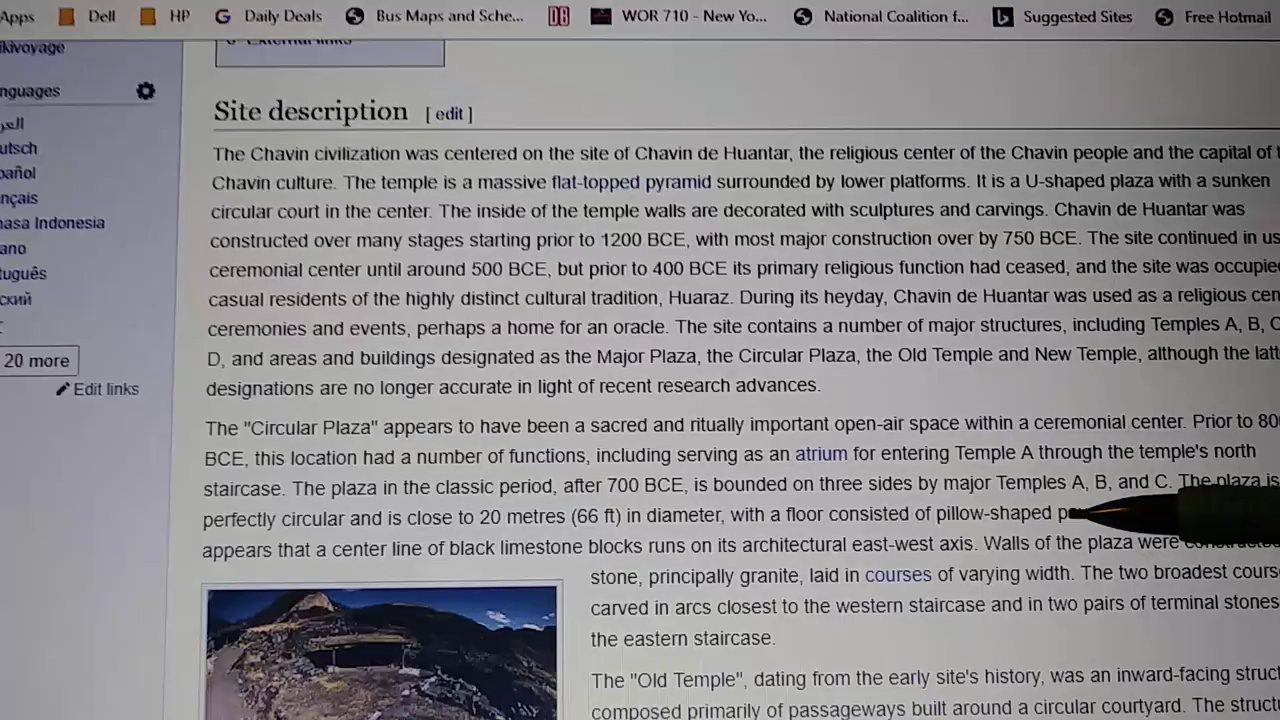 Apps Dell HP Daily Deals Bus Maps and Sche... DB WOR 710 - New Yo... National Coalition f... Suggested Sites Free Hotmail
ikivoyage
External links
nguages
Site description [ edit ]
العر
utsch
pañol
nçais
hasa Indonesia
ano
tuguês
ский
20 more
Edit links
The Chavin civilization was centered on the site of Chavin de Huantar, the religious center of the Chavin people and the capital of
Chavin culture. The temple is a massive flat-topped pyramid surrounded by lower platforms. It is a U-shaped plaza with a sunken
circular court in the center. The inside of the temple walls are decorated with sculptures and carvings. Chavin de Huantar was
constructed over many stages starting prior to 1200 BCE, with most major construction over by 750 BCE. The site continued in us
ceremonial center until around 500 BCE, but prior to 400 BCE its primary religious function had ceased, and the site was occupie
casual residents of the highly distinct cultural tradition, Huaraz. During its heyday, Chavin de Huantar was used as a religious cen
ceremonies and events, perhaps a home for an oracle. The site contains a number of major structures, including Temples A, B, C
D, and areas and buildings designated as the Major Plaza, the Circular Plaza, the Old Temple and New Temple, although the latt
designations are no longer accurate in light of recent research advances.
The "Circular Plaza" appears to have been a sacred and ritually important open-air space within a ceremonial center. Prior to 80
BCE, this location had a number of functions, including serving as an atrium for entering Temple A through the temple's north
staircase. The plaza in the classic period, after 700 BCE, is bounded on three sides by major Temples A, B, and C. The plaza is
perfectly circular and is close to 20 metres (66 ft) in diameter, with a floor consisted of pillow-shaped p
appears that a center line of black limestone blocks runs on its architectural east-west axis. Walls of the plaza were constructed
stone, principally granite, laid in courses of varying width. The two broadest cours
carved in arcs closest to the western staircase and in two pairs of terminal stones
the eastern staircase.
The "Old Temple", dating from the early site's history, was an inward-facing struct
composed primarily of passageways built around a circular courtyard. The struct